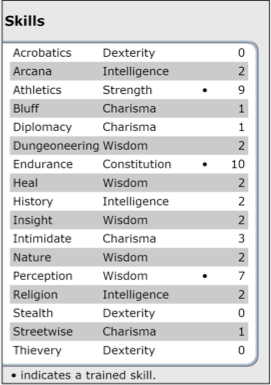 Skills
Acrobatics Dexterity 0
Arcana Intelligence 2
Athletics Strength • 9
Bluff Charisma 1
Diplomacy Charisma 1
Dungeoneering Wisdom 2
Endurance Constitution • 10
Heal Wisdom 2
History Intelligence 2
Insight Wisdom 2
Intimidate Charisma 3
Nature Wisdom 2
Perception Wisdom • 7
Religion Intelligence 2
Stealth Dexterity 0
Streetwise Charisma 1
Thievery Dexterity 0
• indicates a trained skill.